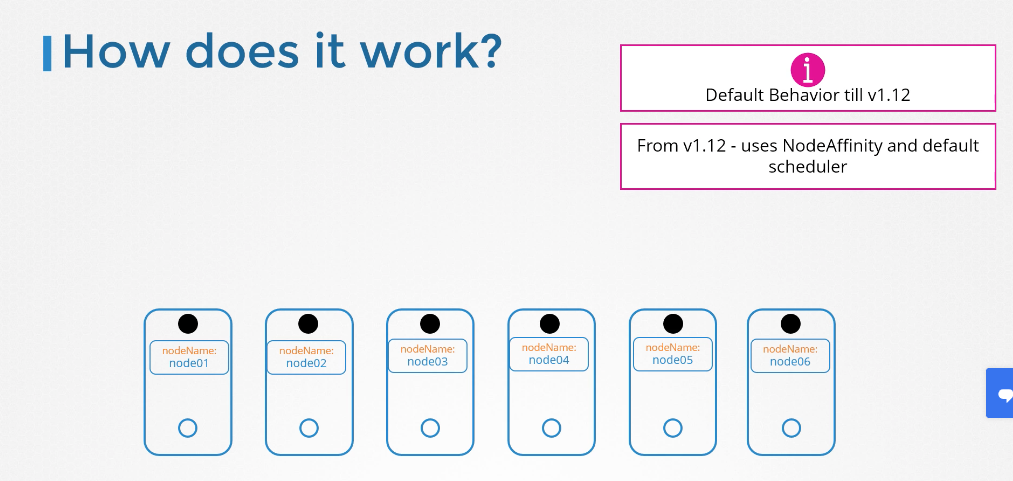 How does it work?
i
Default Behavior till v1.12
From v1.12 - uses NodeAffinity and default
scheduler
nodeName:
node01
nodeName:
node02
nodeName:
node03
nodeName:
node04
nodeName:
node05
nodeName:
node06